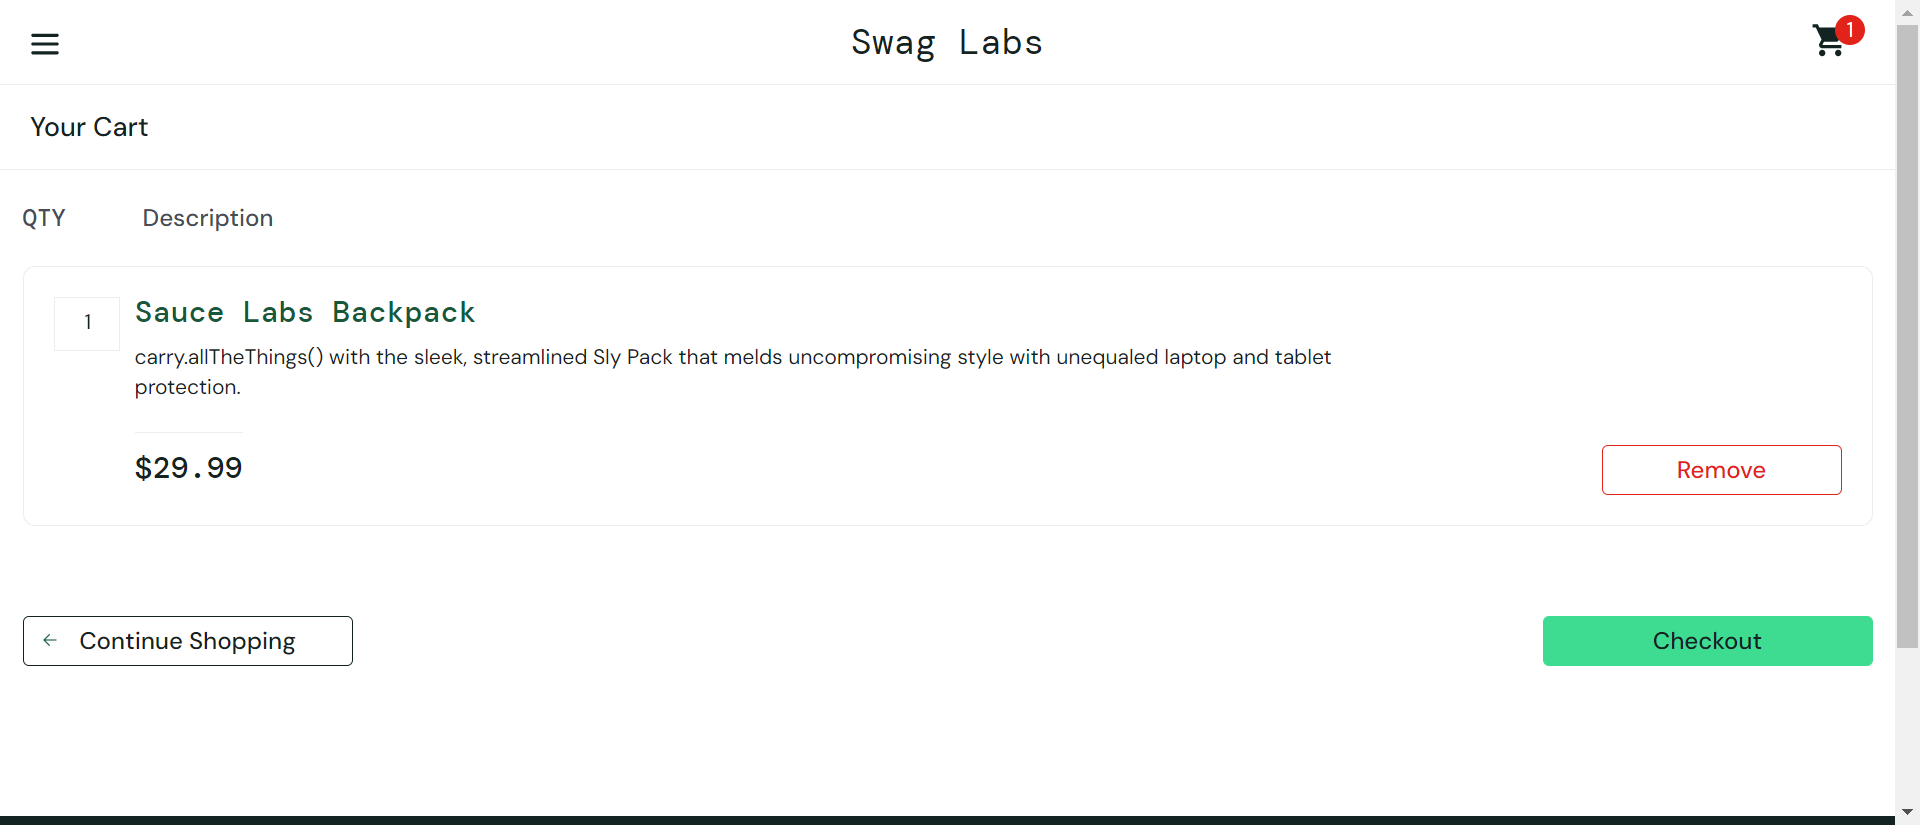 Swag Labs
1
Your Cart
QTY Description
1
Sauce Labs Backpack
carry.allTheThings() with the sleek, streamlined Sly Pack that melds uncompromising style with unequaled laptop and tablet
protection.
$29.99
Remove
Continue Shopping
Checkout